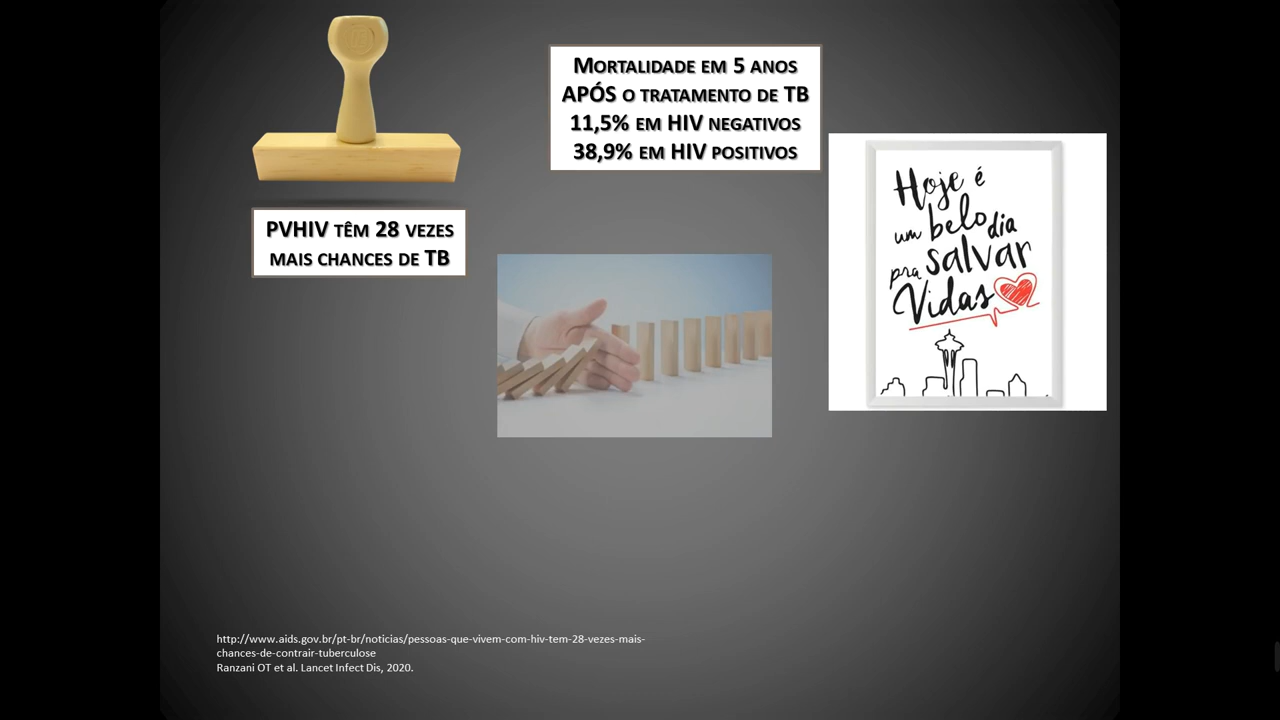 MORTALIDADE EM 5 ANOS
APÓS O TRATAMENTO DE TB
11,5% EM HIV NEGATIVOS
38,9% EM HIV POSITIVOS
PVHIV TÊM 28 VEZES
MAIS CHANCES DE TB
Hoje é
um belo dia
pra salvar
Vidas
http://www.aids.gov.br/pt-br/noticias/pessoas-que-vivem-com-hiv-tem-28-vezes-mais-
chances-de-contrair-tuberculose
Ranzani OT et al. Lancet Infect Dis, 2020.